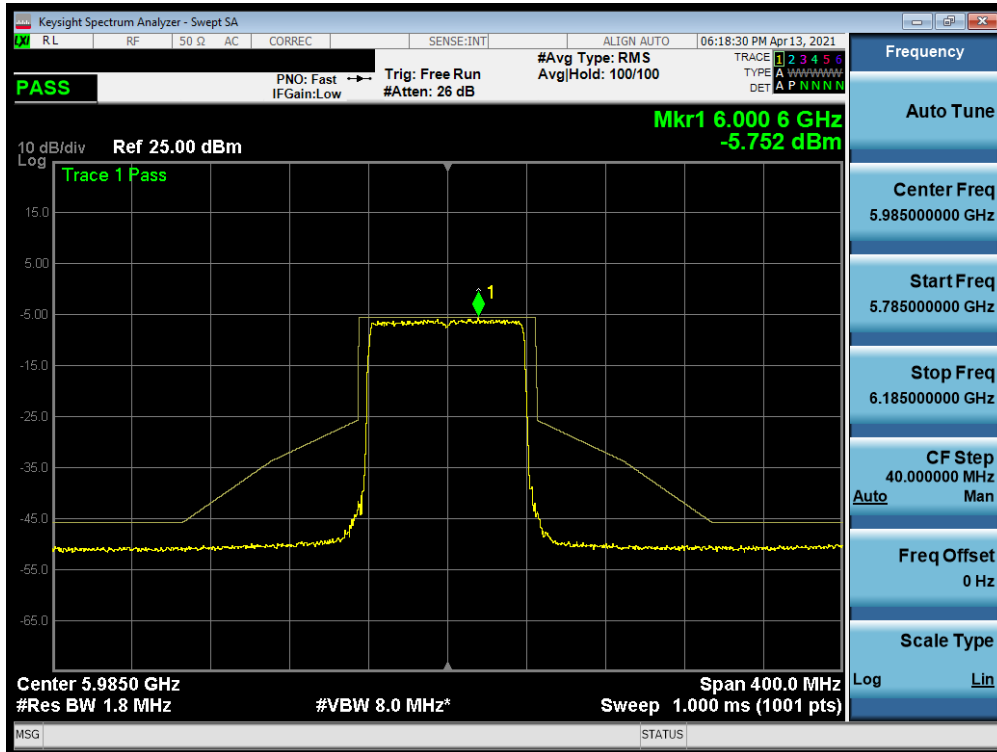 Keysight Spectrum Analyzer - Swept SA
LXI RL RF 50 Ω AC CORREC SENSE:INT ALIGN AUTO 06:18:30 PM Apr 13, 2021
PASS
PNO: Fast
IFGain:Low
Trig: Free Run
#Atten: 26 dB
#Avg Type: RMS
Avg|Hold: 100/100
TRACE 1 2 3 4 5 6
TYPE A WWWWW
DET A P N N N N
Mkr1 6.000 6 GHz
-5.752 dBm
10 dB/div
Log
Ref 25.00 dBm
Trace 1 Pass
1
15.0
5.00
-5.00
-15.0
-25.0
-35.0
-45.0
-55.0
-65.0
Center 5.9850 GHz
#Res BW 1.8 MHz
#VBW 8.0 MHz*
Span 400.0 MHz
Sweep 1.000 ms (1001 pts)
MSG
STATUS
Frequency
Auto Tune
Center Freq
5.985000000 GHz
Start Freq
5.785000000 GHz
Stop Freq
6.185000000 GHz
CF Step
40.000000 MHz
Auto Man
Freq Offset
0 Hz
Scale Type
Log Lin